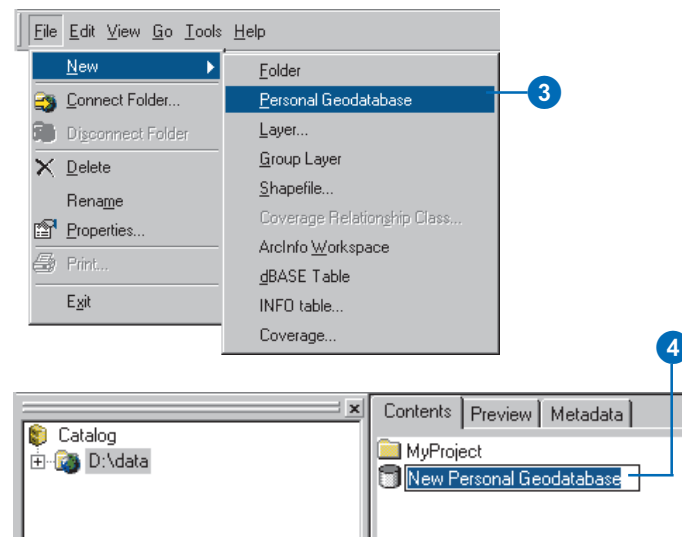 File Edit View Go Tools Help
New
Connect Folder...
Disconnect Folder
Delete
Rename
Properties...
Print...
Exit
Folder
Personal Geodatabase
Layer...
Group Layer
Shapefile...
Coverage Relationship Class...
ArcInfo Workspace
dBASE Table
INFO table...
Coverage...
3
4
Catalog
D:\data
Contents Preview Metadata
MyProject
New Personal Geodatabase